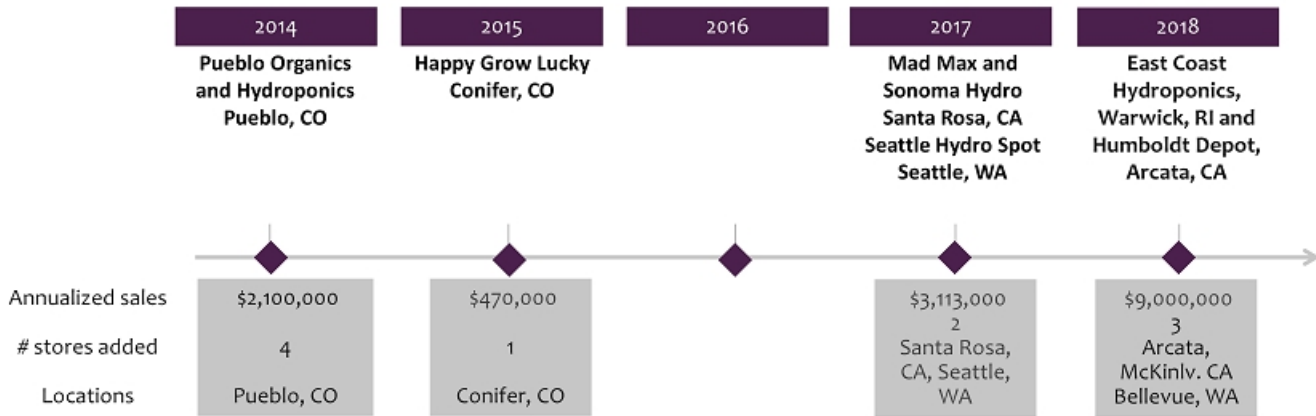 2014
2015
2016
2017
2018
Pueblo Organics
and Hydroponics
Pueblo, CO
Happy Grow Lucky
Conifer, CO
Mad Max and
Sonoma Hydro
Santa Rosa, CA
Seattle Hydro Spot
Seattle, WA
East Coast
Hydroponics,
Warwick, RI and
Humboldt Depot,
Arcata, CA
Annualized sales
# stores added
Locations
$2,100,000
4
Pueblo, CO
$470,000
1
Conifer, CO
$3,113,000
2
Santa Rosa,
CA, Seattle,
WA
$9,000,000
3
Arcata,
McKinlv. CA
Bellevue, WA